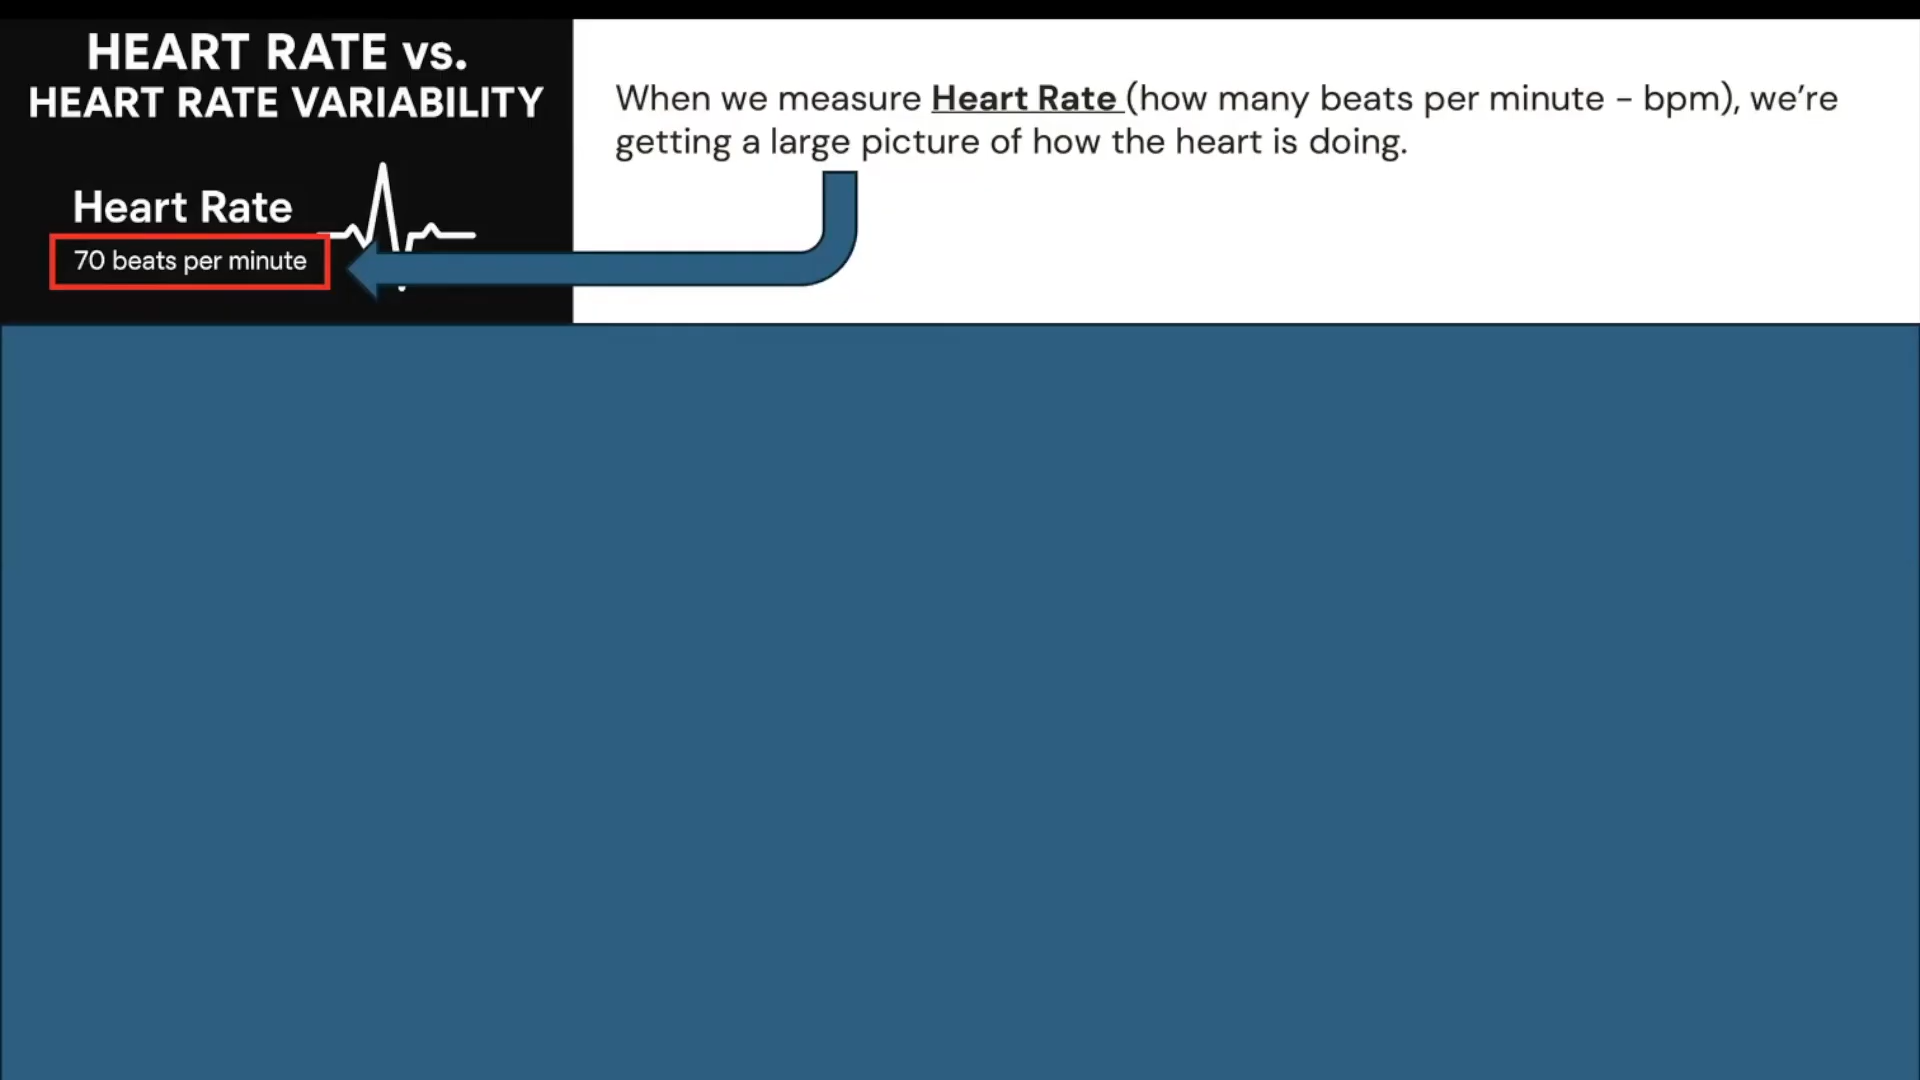 HEART RATE vs.
HEART RATE VARIABILITY
Heart Rate
70 beats per minute
When we measure Heart Rate (how many beats per minute – bpm), we’re
getting a large picture of how the heart is doing.